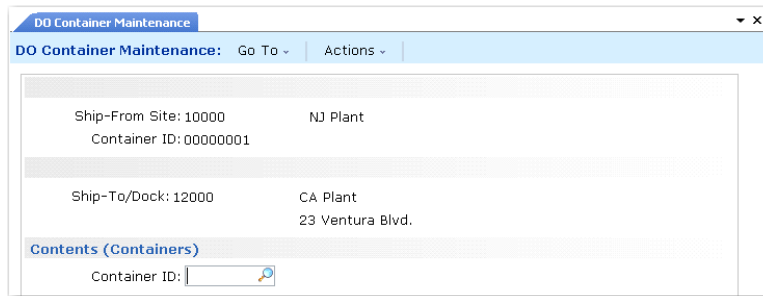 DO Container Maintenance
DO Container Maintenance: Go To Actions
Ship-From Site: 10000 NJ Plant
Container ID: 00000001
Ship-To/Dock: 12000 CA Plant
23 Ventura Blvd.
Contents (Containers)
Container ID: